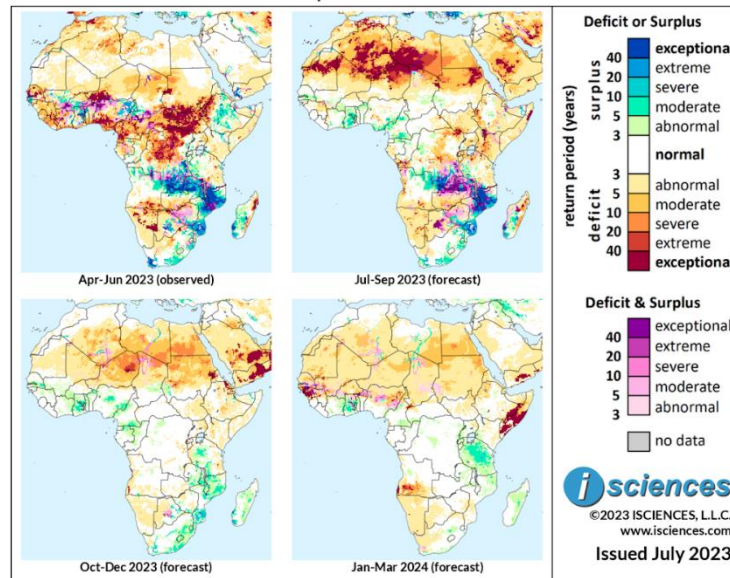 Apr-Jun 2023 (observed)
Jul-Sep 2023 (forecast)
Oct-Dec 2023 (forecast)
Jan-Mar 2024 (forecast)
Deficit or Surplus
return period (years)
surplus
deficit
40
20
10
5
3
3
5
10
20
40
exceptional
extreme
severe
moderate
abnormal
normal
abnormal
moderate
severe
extreme
exceptional
Deficit & Surplus
40
20
10
5
3
exceptional
extreme
severe
moderate
abnormal
no data
i sciences
©2023 ISCIENCES, L.L.C.
www.isciences.com
Issued July 2023